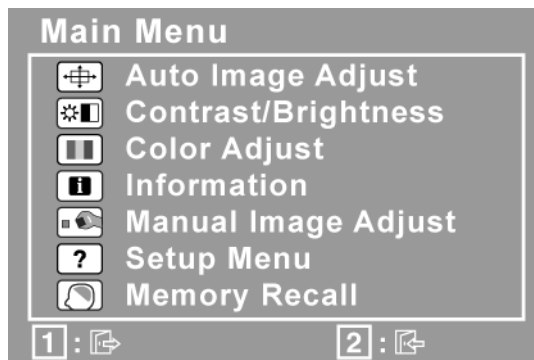 Main Menu
Auto Image Adjust
Contrast/Brightness
Color Adjust
i Information
Manual Image Adjust
? Setup Menu
Memory Recall
1 : 2 :